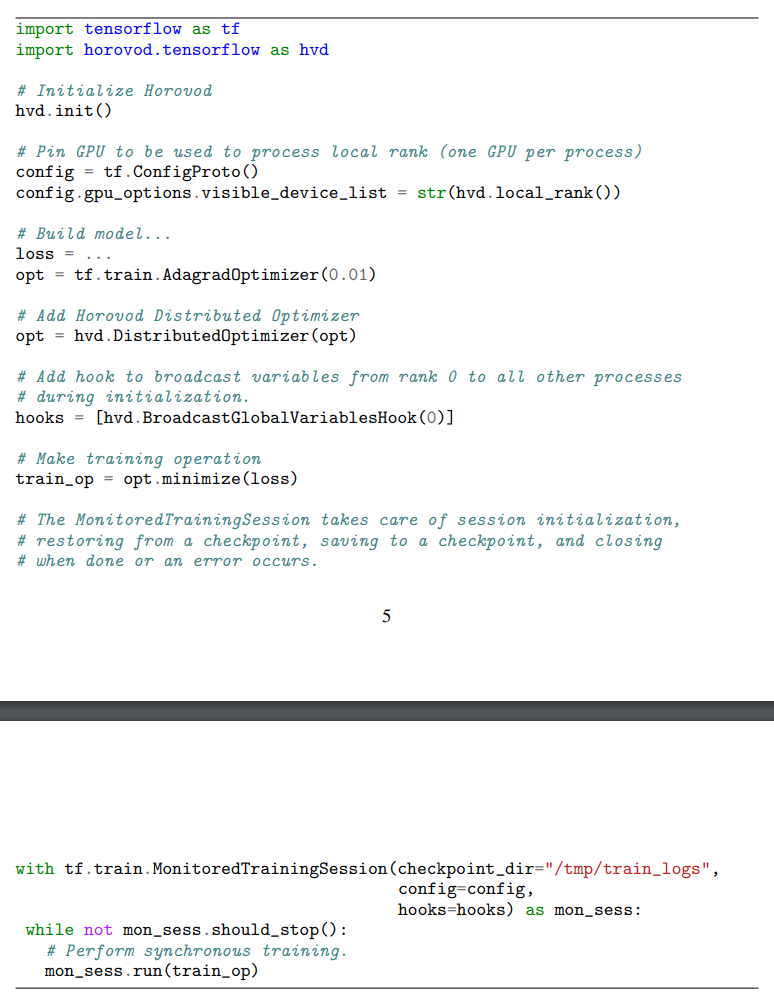 import tensorflow as tf
import horovod.tensorflow as hvd
# Initialize Horovod
hvd.init()
# Pin GPU to be used to process local rank (one GPU per process)
config = tf.ConfigProto()
config.gpu_options.visible_device_list = str(hvd.local_rank())
# Build model...
loss = ...
opt = tf.train.AdagradOptimizer(0.01)
# Add Horovod Distributed Optimizer
opt = hvd.DistributedOptimizer(opt)
# Add hook to broadcast variables from rank 0 to all other processes
# during initialization.
hooks = [hvd.BroadcastGlobalVariablesHook(0)]
# Make training operation
train_op = opt.minimize(loss)
# The MonitoredTrainingSession takes care of session initialization,
# restoring from a checkpoint, saving to a checkpoint, and closing
# when done or an error occurs.
5
with tf.train.MonitoredTrainingSession(checkpoint_dir="/tmp/train_logs",
config=config,
hooks=hooks) as mon_sess:
while not mon_sess.should_stop():
# Perform synchronous training.
mon_sess.run(train_op)